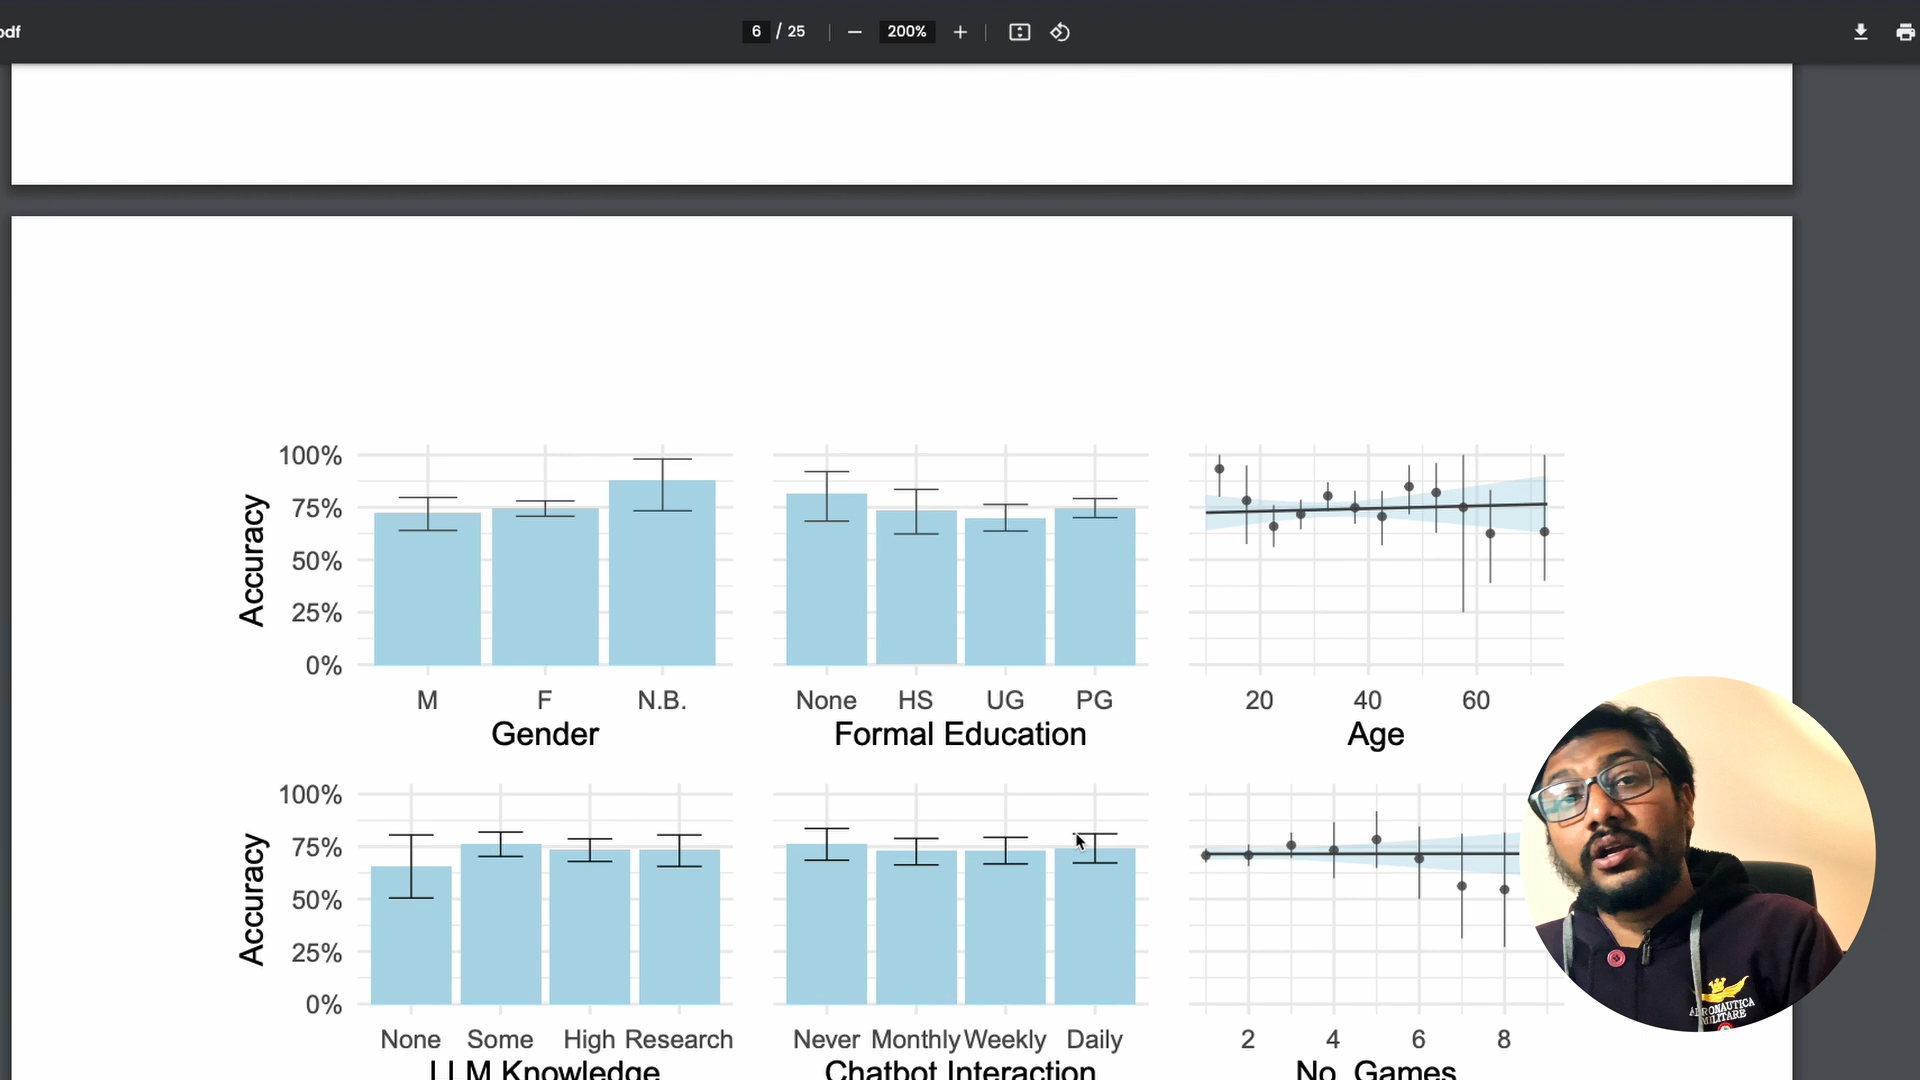 pdf
6 / 25
200%
100%
75%
50%
25%
0%
Accuracy
M F N.B.
Gender
None HS UG PG
Formal Education
20 40 60
Age
100%
75%
50%
25%
0%
Accuracy
None Some High Research
LLM Knowledge
Never Monthly Weekly Daily
Chatbot Interaction
2 4 6 8
No. Games
AERONAUTICA
MILITARE